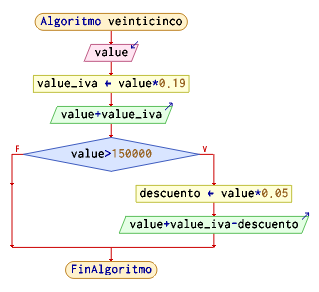 Algoritmo veinticinco
value
value_iva ← value*0.19
value+value_iva
value>150000
F
V
descuento ← value*0.05
value+value_iva-descuento
FinAlgoritmo